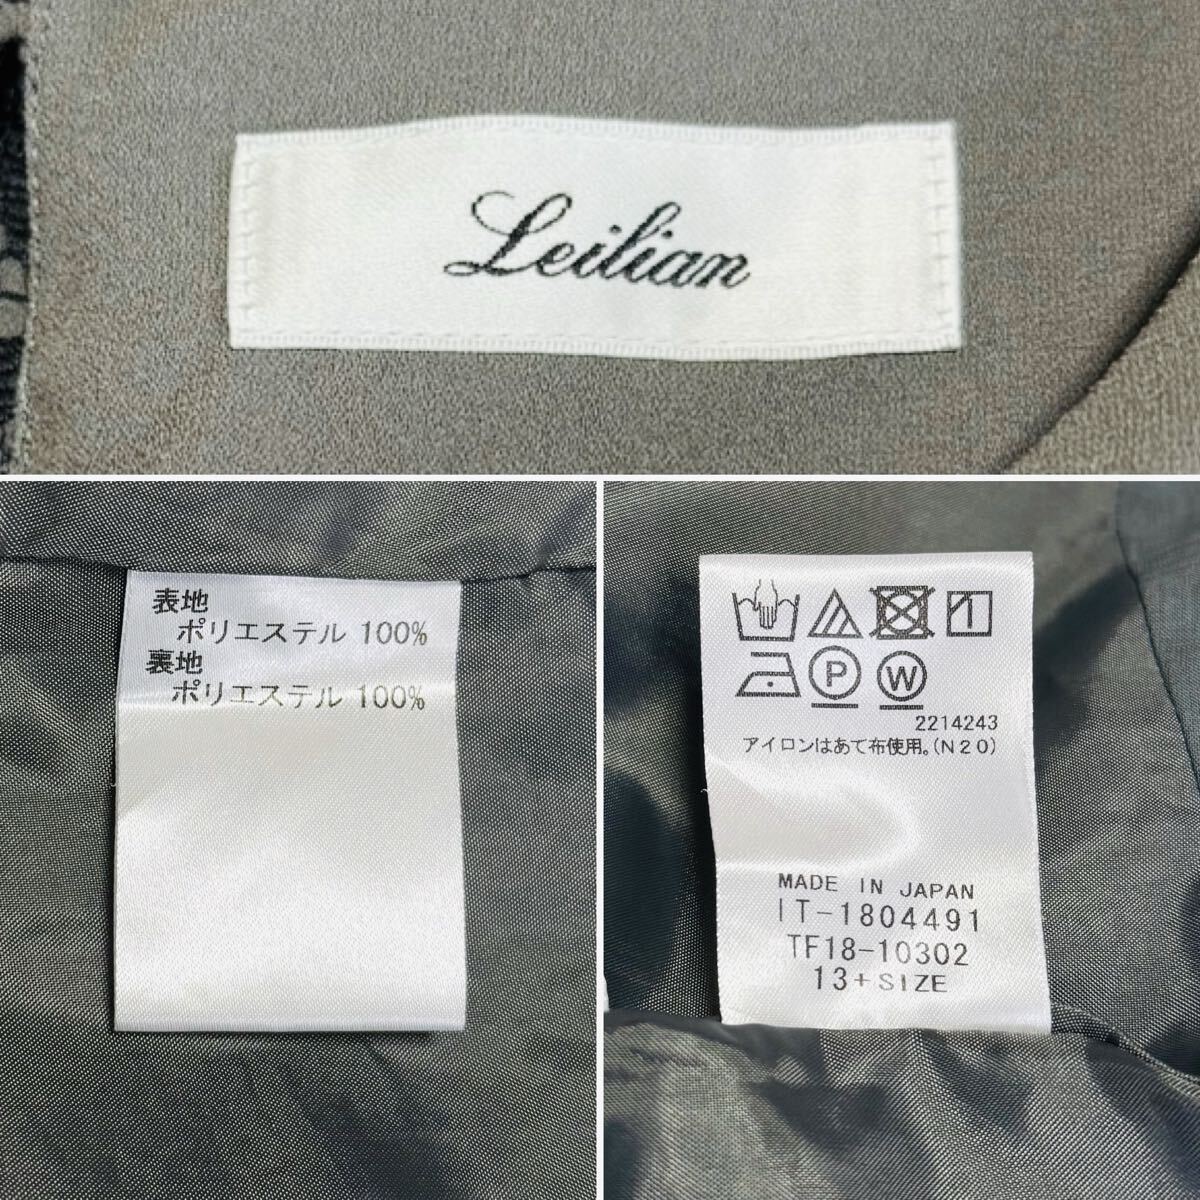 Leilian
表地
ポリエステル 100%
裏地
ポリエステル 100%
P W
2214243
アイロンはあて布使用。(N20)
MADE IN JAPAN
IT-1804491
TF18-10302
13+SIZE